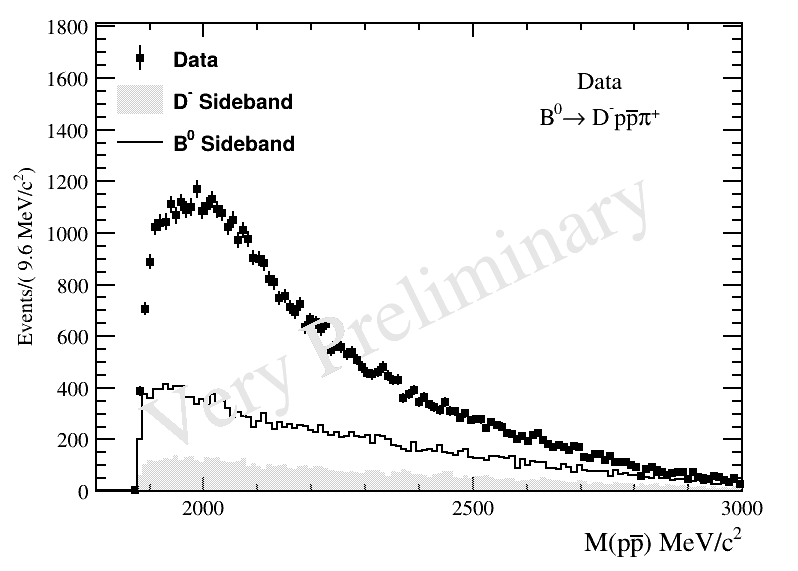 1800
1600
1400
1200
1000
800
600
400
200
0
Events/( 9.6 MeV/c²)
Data
D⁻ Sideband
B⁰ Sideband
Data
B⁰→ D⁻pp̅π⁺
Very Preliminary
2000 2500 3000
M(pp̅) MeV/c²